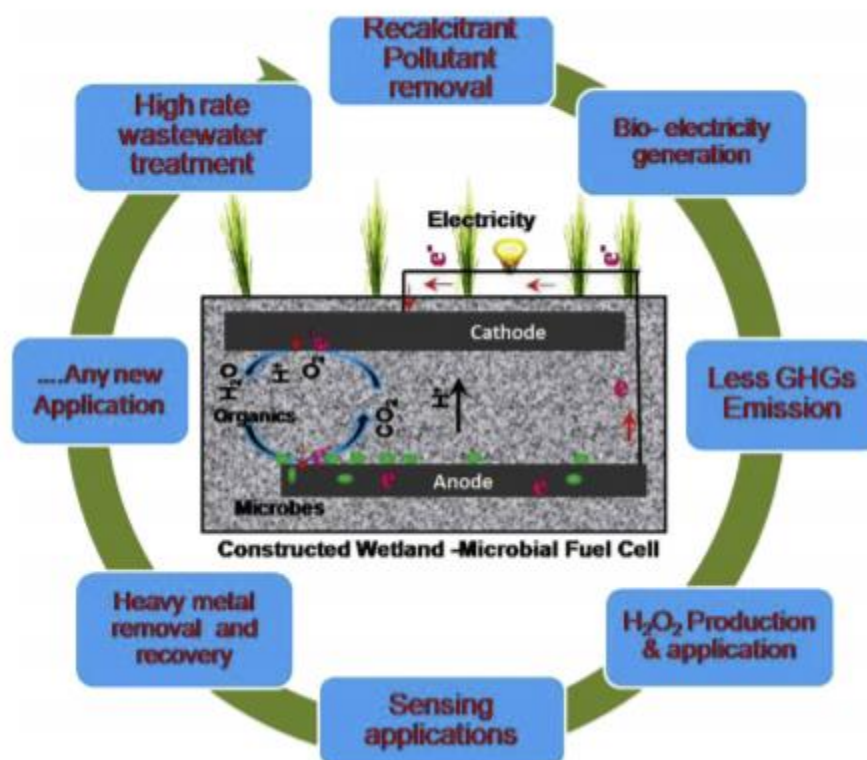 Recalcitrant
Pollutant
removal
Bio- electricity
generation
Less GHGs
Emission
H₂O₂ Production
& application
Sensing
applications
Heavy metal
removal and
recovery
....Any new
Application
High rate
wastewater
treatment
Electricity
e⁻
e⁻
Cathode
e⁻
H₂O
H⁺
O₂
Organics
CO₂
H⁺
e
e⁻
Anode
e
e
Microbes
Constructed Wetland -Microbial Fuel Cell